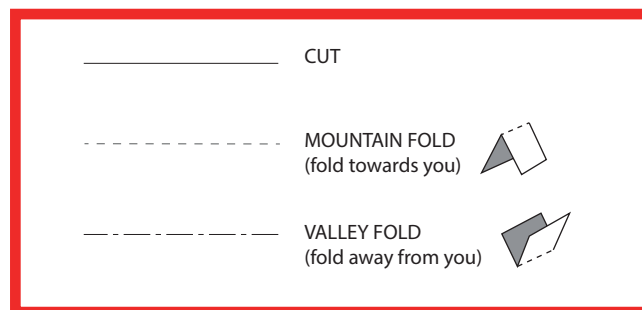 CUT
MOUNTAIN FOLD
(fold towards you)
VALLEY FOLD
(fold away from you)